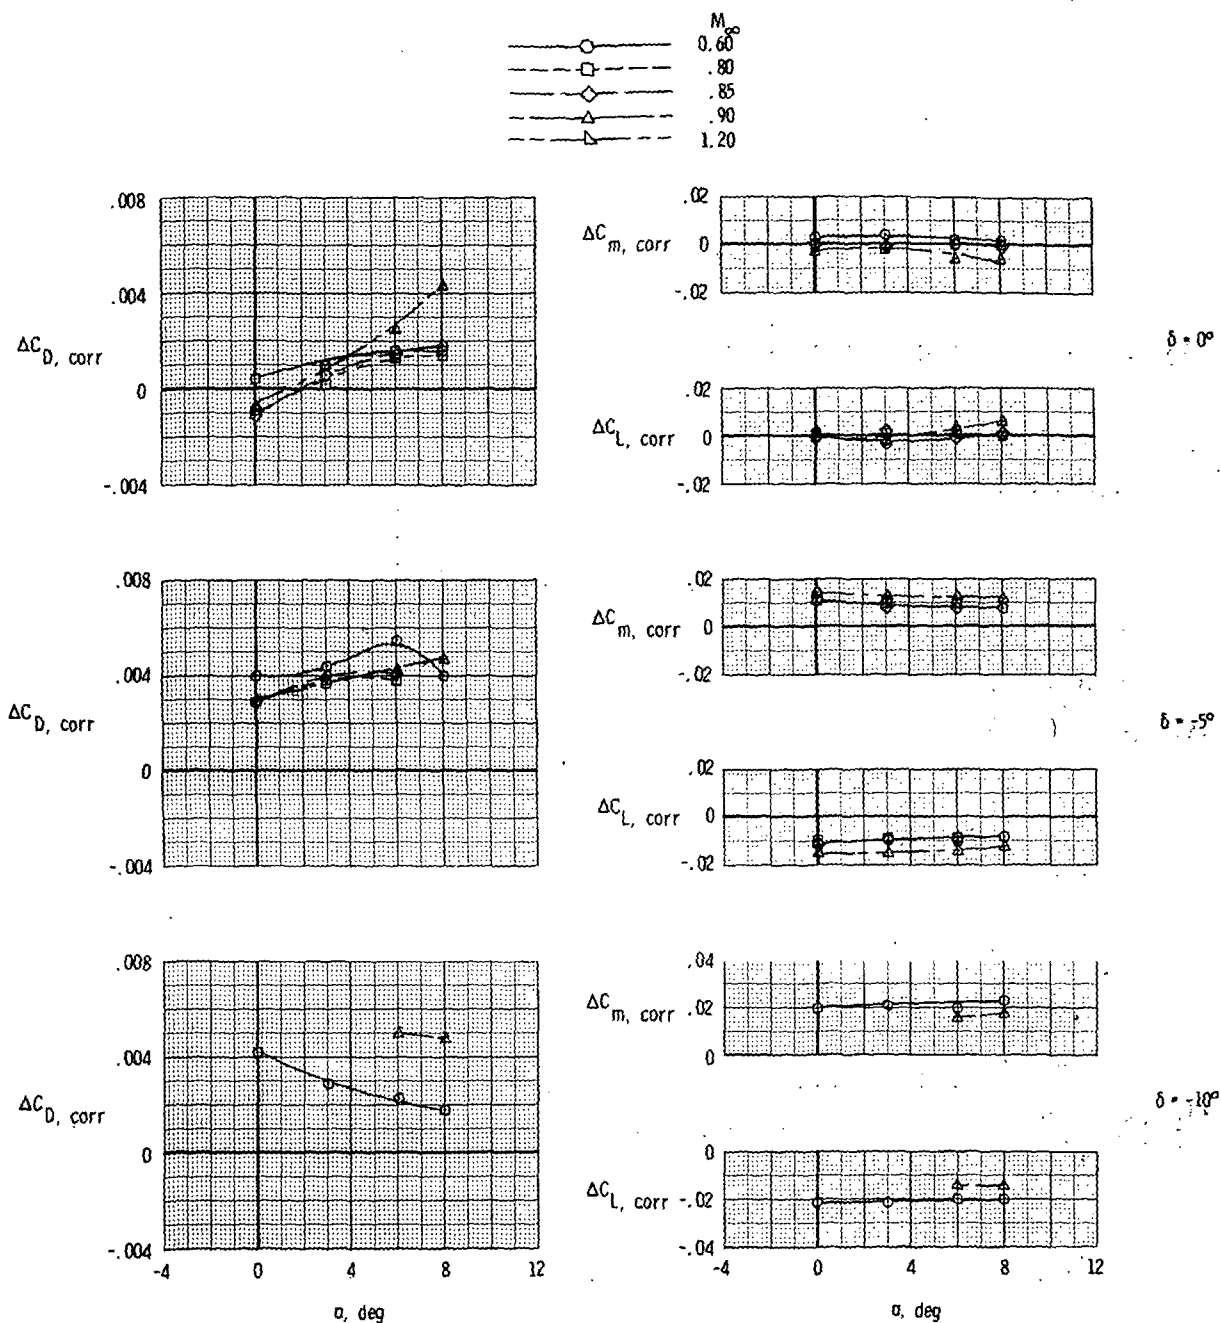 M∞
0.60
.80
.85
.90
1.20
.008
.004
0
-.004
ΔC_D, corr
.02
0
-.02
ΔC_m, corr
δ = 0°
.02
0
-.02
ΔC_L, corr
.008
.004
0
-.004
ΔC_D, corr
.02
0
.02
ΔC_m, corr
δ = -5°
.02
0
-.02
ΔC_L, corr
.008
.004
0
-.004
ΔC_D, corr
-4 0 4 8 12
α, deg
.04
.02
0
ΔC_m, corr
δ = -10°
0
-.02
-.04
ΔC_L, corr
-4 0 4 8 12
α, deg